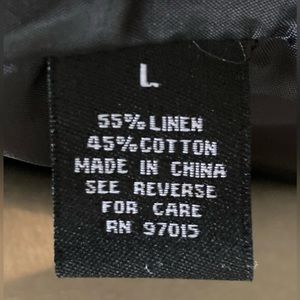 L
55% LINEN
45% COTTON
MADE IN CHINA
SEE REVERSE
FOR CARE
RN 97015